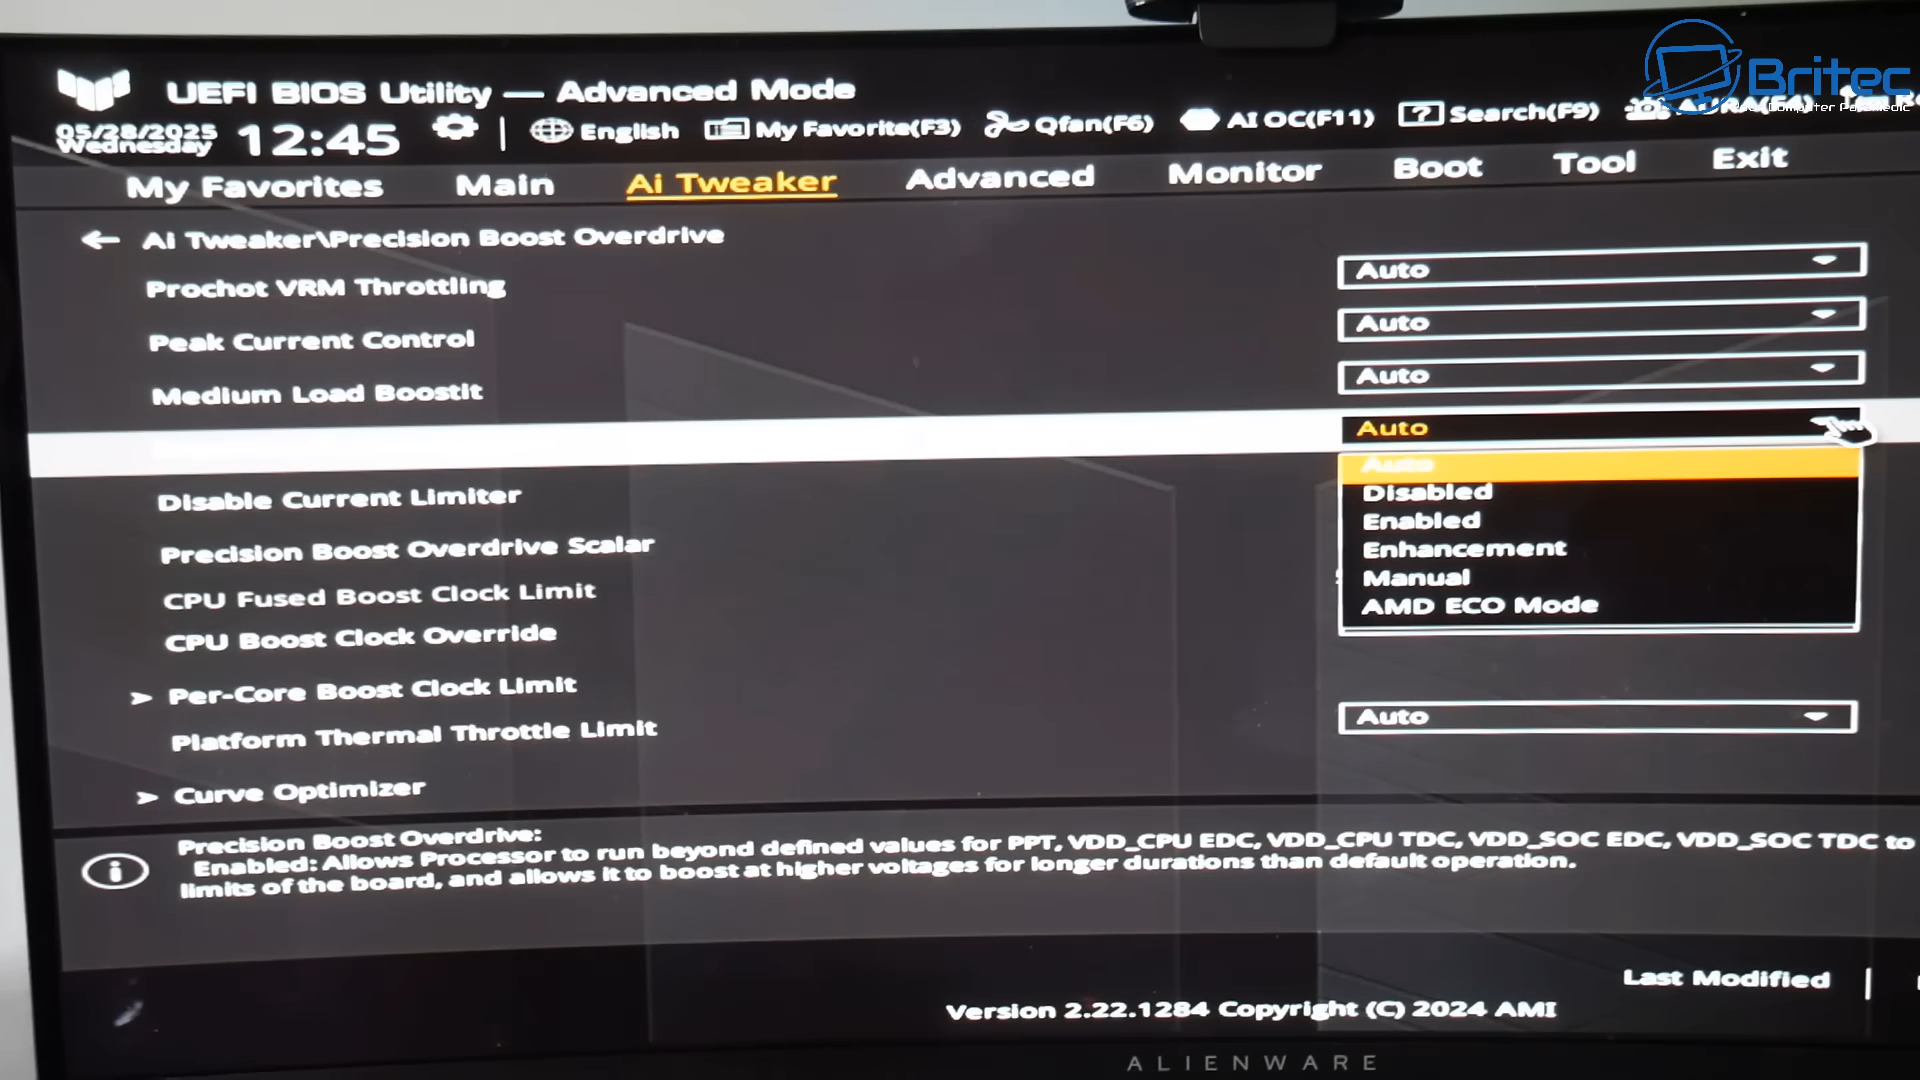 Britec
UEFI BIOS Utility — Advanced Mode
05/28/2025
Wednesday
12:45
English
My Favorite(F3)
Qfan(F6)
AI OC(F11)
Search(F9)
My Favorites
Main
Ai Tweaker
Advanced
Monitor
Boot
Tool
Exit
Ai Tweaker\Precision Boost Overdrive
Prochot VRM Throttling
Auto
Peak Current Control
Auto
Medium Load Boostit
Auto
Auto
Auto
Disabled
Enabled
Enhancement
Manual
AMD ECO Mode
Disable Current Limiter
Precision Boost Overdrive Scalar
CPU Fused Boost Clock Limit
CPU Boost Clock Override
> Per-Core Boost Clock Limit
Platform Thermal Throttle Limit
Auto
> Curve Optimizer
Precision Boost Overdrive:
Enabled: Allows Processor to run beyond defined values for PPT, VDD_CPU EDC, VDD_CPU TDC, VDD_SOC EDC, VDD_SOC TDC to
limits of the board, and allows it to boost at higher voltages for longer durations than default operation.
Last Modified
Version 2.22.1284 Copyright (C) 2024 AMI
ALIENWARE